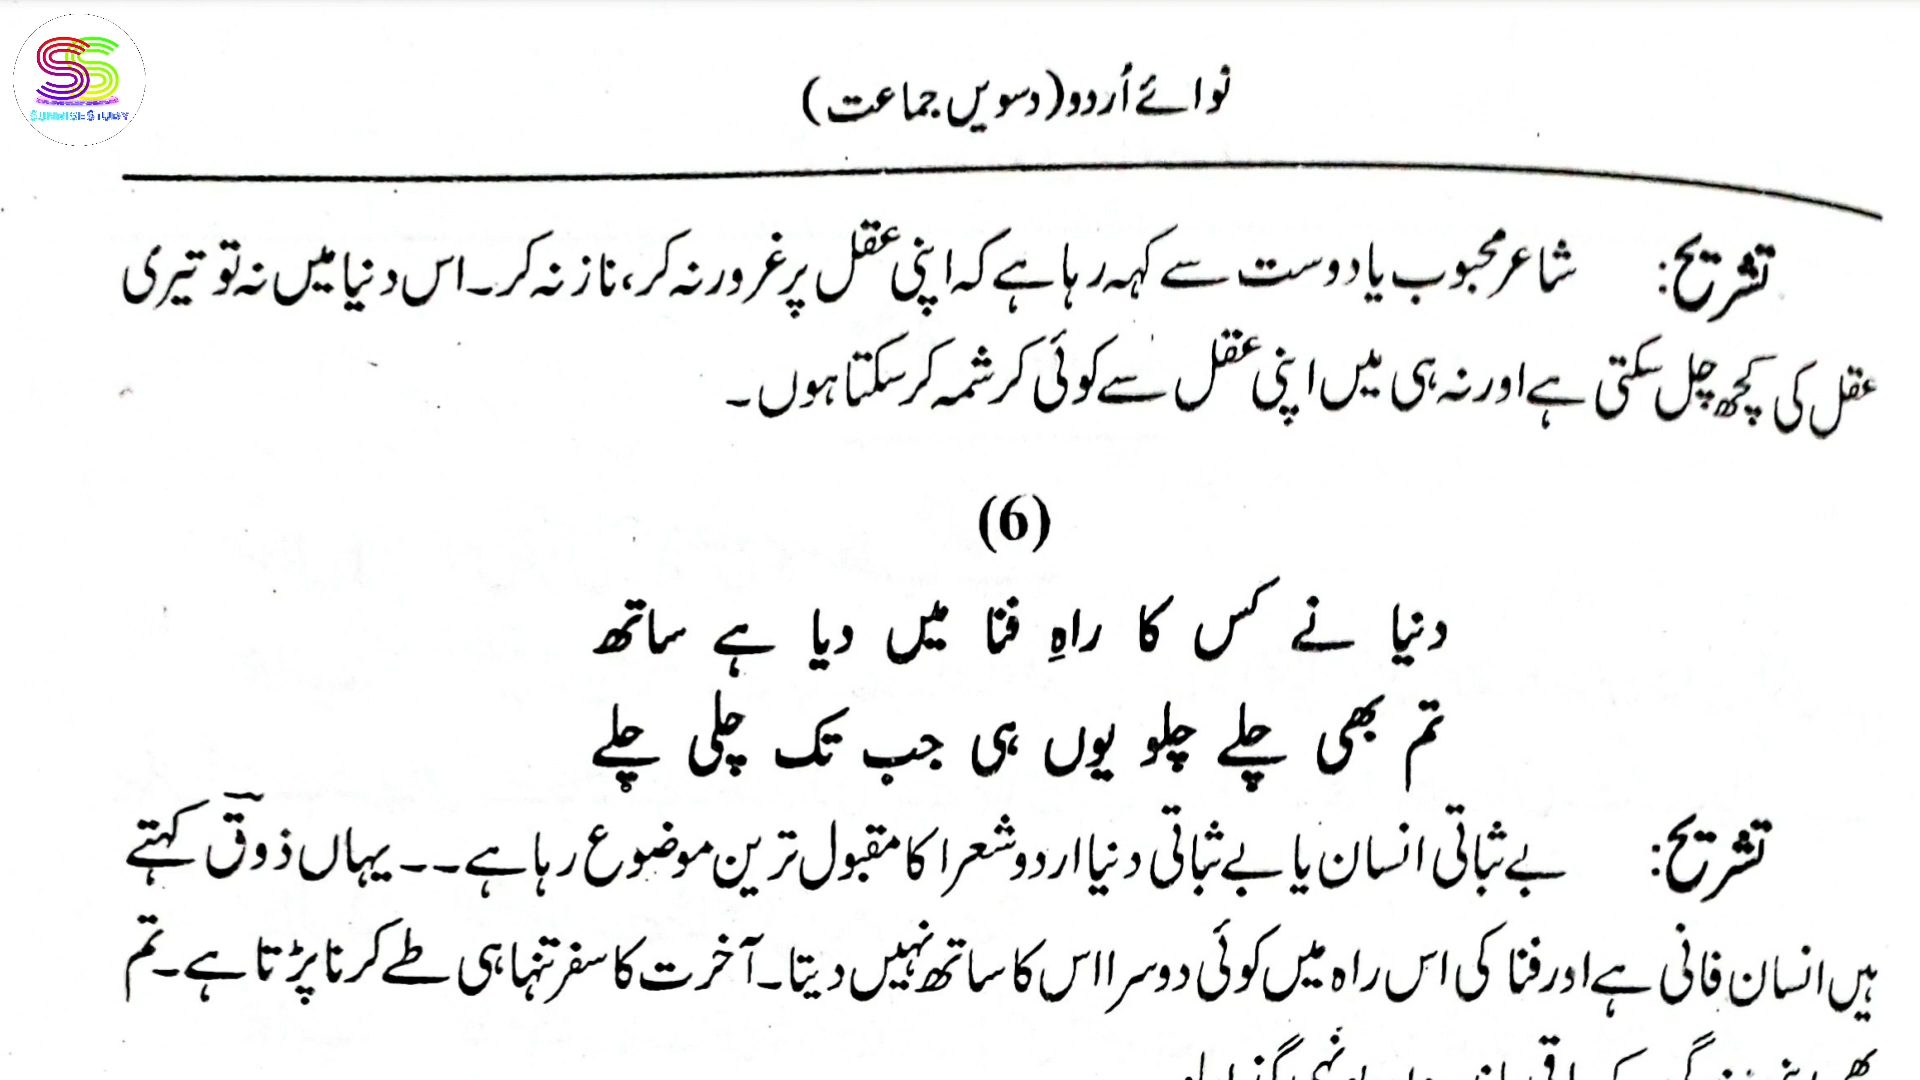 SUNRISESTUDY
نوائے اُردو (دسویں جماعت)
تشریح: شاعر محبوب یا دوست سے کہہ رہا ہے کہ اپنی عقل پر غرور نہ کر، ناز نہ کر۔ اس دنیا میں نہ تو تیری
عقل کی کچھ چل سکتی ہے اور نہ ہی میں اپنی عقل سے کوئی کرشمہ کر سکتا ہوں۔
(6)
دنیا نے کس کا راہِ فنا میں دیا ہے ساتھ
تم بھی چلے چلو یوں ہی جب تک چلی چلے
تشریح: بے ثباتی انسان یا بے ثباتی دنیا اردو شعرا کا مقبول ترین موضوع رہا ہے۔۔۔ یہاں ذوقؔ کہتے
ہیں انسان فانی ہے اور فنا کی اس راہ میں کوئی دوسرا اس کا ساتھ نہیں دیتا۔ آخرت کا سفر تنہا ہی طے کرنا پڑتا ہے۔ تم